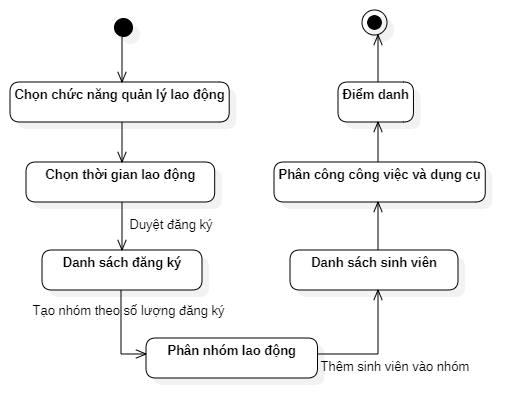 Chọn chức năng quản lý lao động
Chọn thời gian lao động
Duyệt đăng ký
Danh sách đăng ký
Tạo nhóm theo số lượng đăng ký
Phân nhóm lao động
Thêm sinh viên vào nhóm
Danh sách sinh viên
Phân công công việc và dụng cụ
Điểm danh